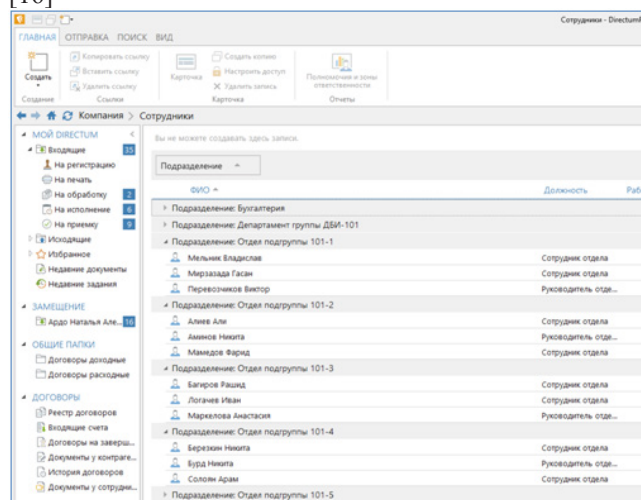 [16]
Сотрудники - DirectumR
ГЛАВНАЯ ОТПРАВКА ПОИСК ВИД
Создать
Копировать ссылку
Вставить ссылку
Удалить ссылку
Карточка
Создать копию
Настроить доступ
Удалить запись
Полномочия и зоны ответственности
Создание Ссылки Карточка Отчеты
Компания > Сотрудники
МОЙ DIRECTUM
Входящие 35
На регистрацию
На печать
На обработку 2
На исполнение 6
На приемку 9
Исходящие
Избранное
Недавние документы
Недавние задания
ЗАМЕЩЕНИЕ
Ардо Наталья Але... 16
ОБЩИЕ ПАПКИ
Договоры доходные
Договоры расходные
ДОГОВОРЫ
Реестр договоров
Входящие счета
Договоры на заверш...
Документы у контраге...
История договоров
Документы у сотрудни...
Вы не можете создавать здесь записи.
Подразделение
ФИО Должность Раб
Подразделение: Бухгалтерия
Подразделение: Департамент группы ДБИ-101
Подразделение: Отдел подгруппы 101-1
Мельник Владислав Сотрудник отдела
Мирзазада Гасан Сотрудник отдела
Перевозчиков Виктор Руководитель отде...
Подразделение: Отдел подгруппы 101-2
Алиев Али Сотрудник отдела
Аминов Никита Руководитель отде...
Мамедов Фарид Сотрудник отдела
Подразделение: Отдел подгруппы 101-3
Багиров Рашид Сотрудник отдела
Логачев Иван Сотрудник отдела
Маркелова Анастасия Руководитель отде...
Подразделение: Отдел подгруппы 101-4
Березкин Никита Сотрудник отдела
Бурд Никита Руководитель отде...
Солоян Арам Сотрудник отдела
Подразделение: Отдел подгруппы 101-5